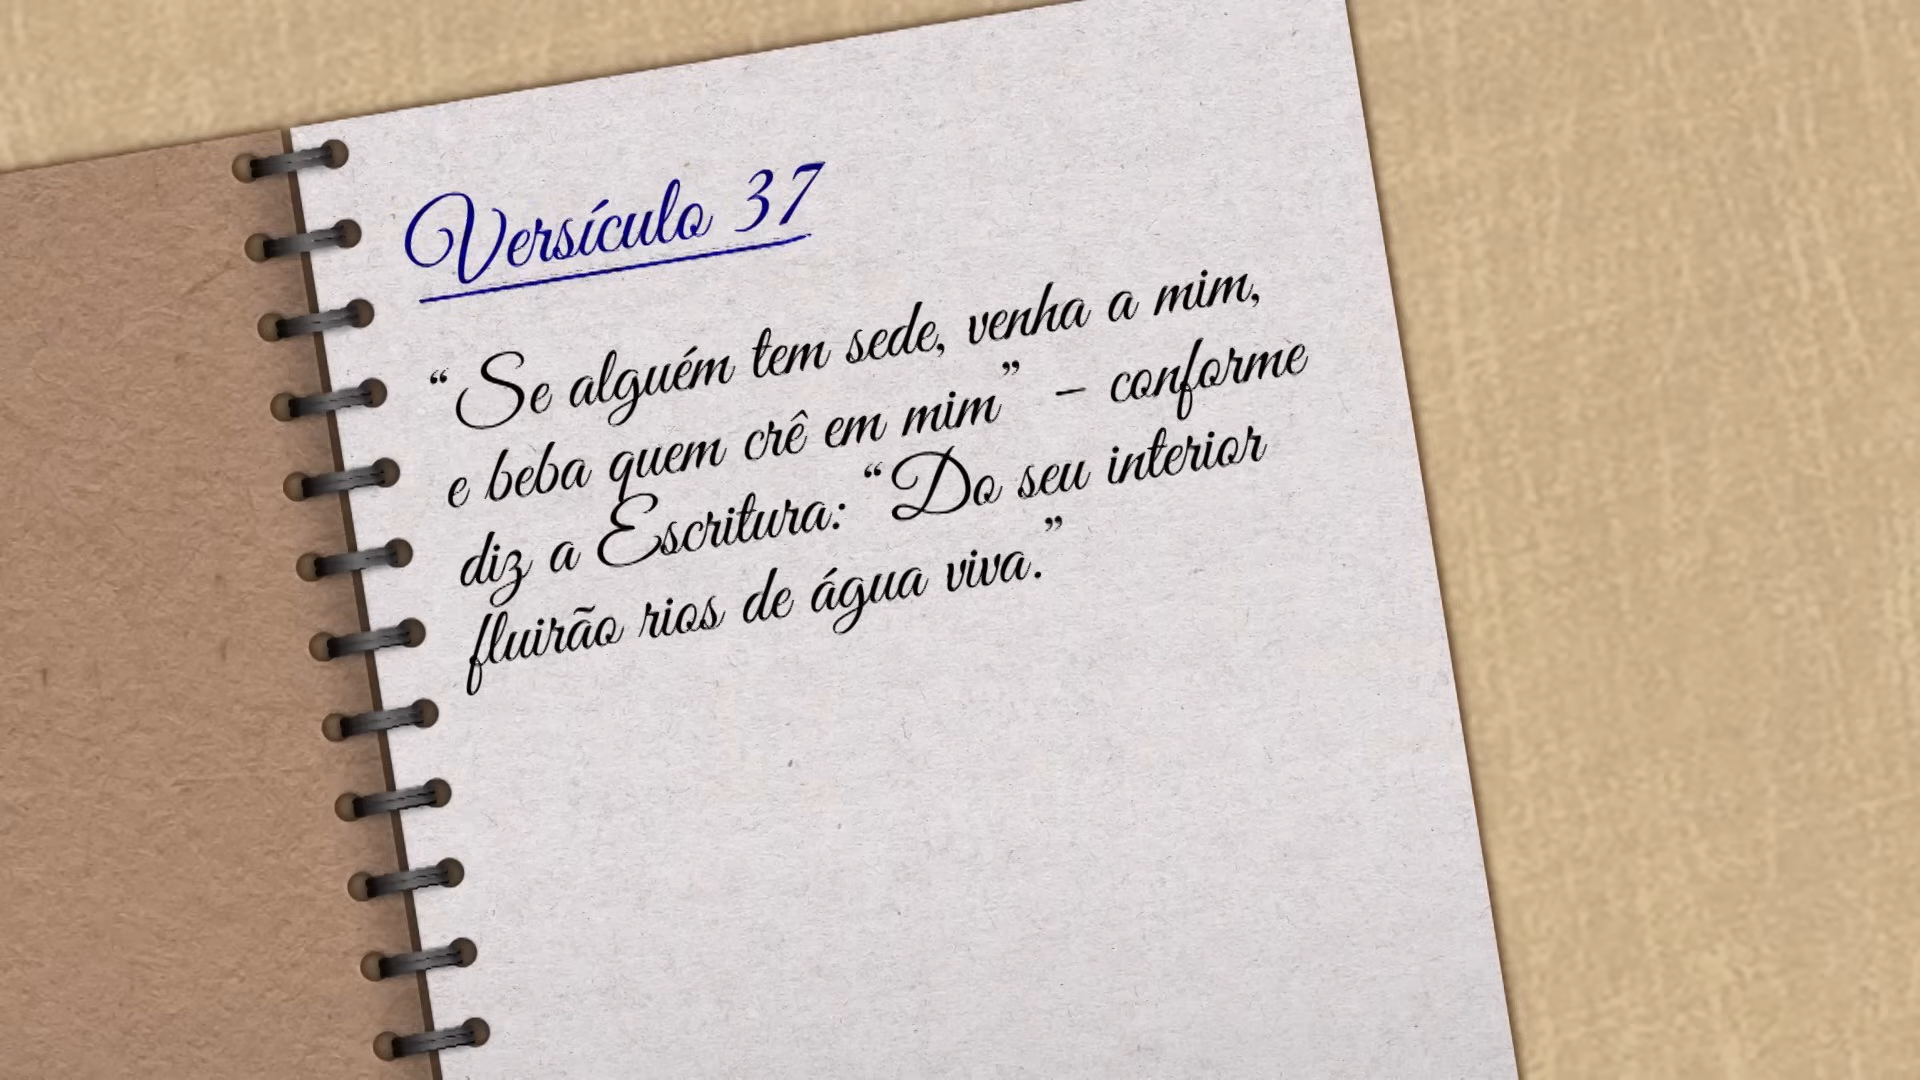 Versículo 37
“Se alguém tem sede, venha a mim,
e beba quem crê em mim” – conforme
diz a Escritura: “Do seu interior
fluirão rios de água viva.”